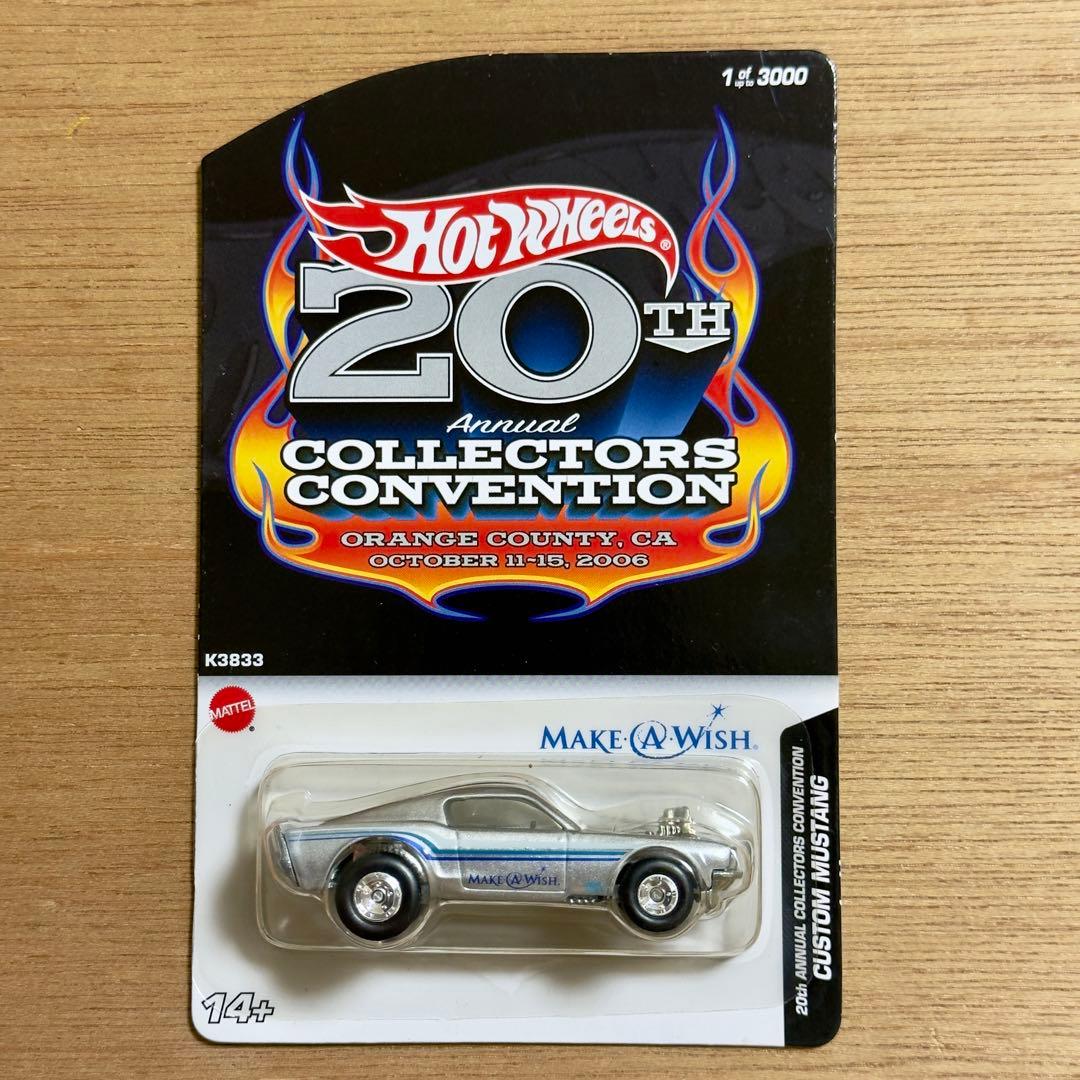 1 of up to 3000
HOT WHEELS®
20TH
Annual
COLLECTORS
CONVENTION
ORANGE COUNTY, CA
OCTOBER 11-15, 2006
K3833
MATTEL®
MAKE·A·WISH®
MAKE·A·WISH.
20th ANNUAL COLLECTORS CONVENTION
CUSTOM MUSTANG
14+